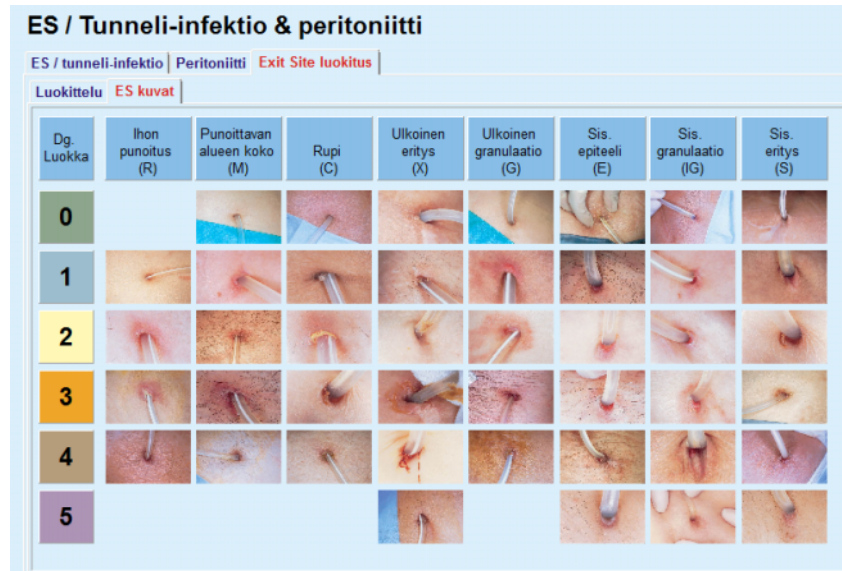 ES / Tunneli-infektio & peritoniitti
ES / tunneli-infektio Peritoniitti Exit Site luokitus
Luokittelu ES kuvat
Dg.
Luokka
Ihon
punoitus
(R)
Punoittavan
alueen koko
(M)
Rupi
(C)
Ulkoinen
eritys
(X)
Ulkoinen
granulaatio
(G)
Sis.
epiteeli
(E)
Sis.
granulaatio
(IG)
Sis.
eritys
(S)
0
1
2
3
4
5